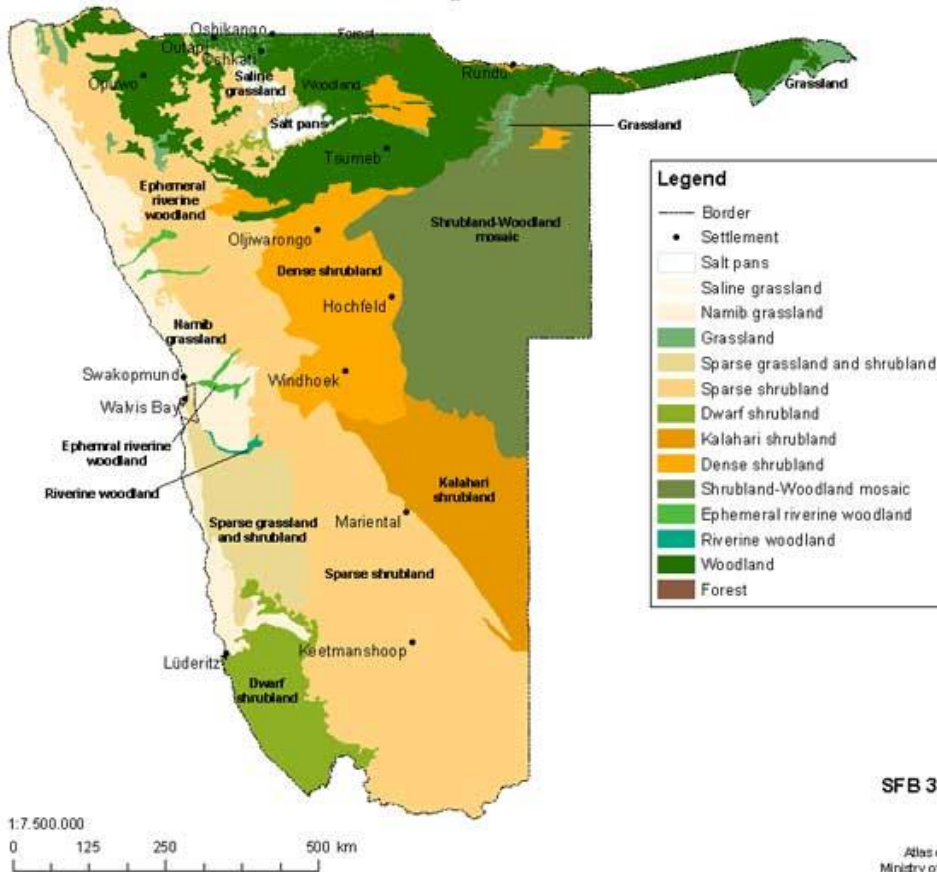 Oshikango
Outapi
Oshkati
Forest
Opuwo
Saline
grassland
Woodland
Rundu
Grassland
Salt pans
Grassland
Tsumeb
Ephemeral
riverine
woodland
Shrubland-Woodland
mosaic
Oljiwarongo
Dense shrubland
Hochfeld
Namib
grassland
Swakopmund
Windhoek
Walvis Bay
Ephemral riverine
woodland
Riverine woodland
Kalahari
shrubland
Mariental
Sparse grassland
and shrubland
Sparse shrubland
Keetmanshoop
Lüderitz
Dwarf
shrubland
Legend
Border
Settlement
Salt pans
Saline grassland
Namib grassland
Grassland
Sparse grassland and shrubland
Sparse shrubland
Dwarf shrubland
Kalahari shrubland
Dense shrubland
Shrubland-Woodland mosaic
Ephemeral riverine woodland
Riverine woodland
Woodland
Forest
SFB 3
1:7.500.000
0 125 250 500 km
Atlas
Ministry of